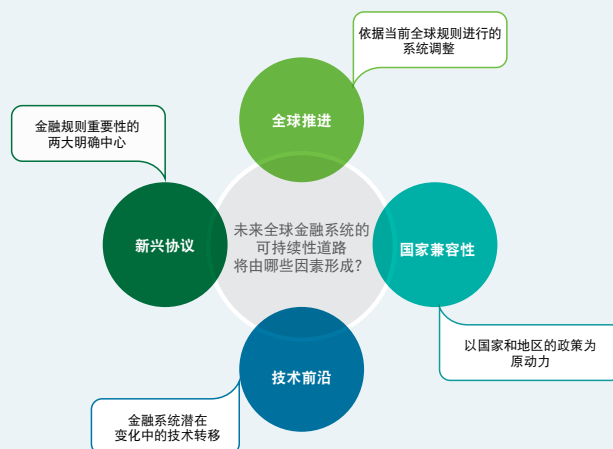 依据当前全球规则进行的
系统调整
全球推进
金融规则重要性的
两大明确中心
新兴协议
未来全球金融系统的
可持续性道路
将由哪些因素形成?
国家兼容性
以国家和地区的政策为
原动力
技术前沿
金融系统潜在
变化中的技术转移